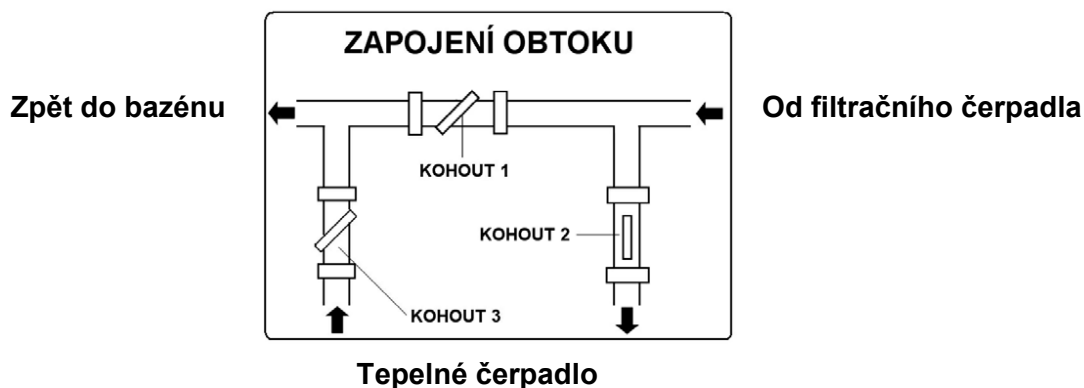 ZAPOJENÍ OBTOKU
Zpět do bazénu
Od filtračního čerpadla
KOHOUT 1
KOHOUT 2
KOHOUT 3
Tepelné čerpadlo